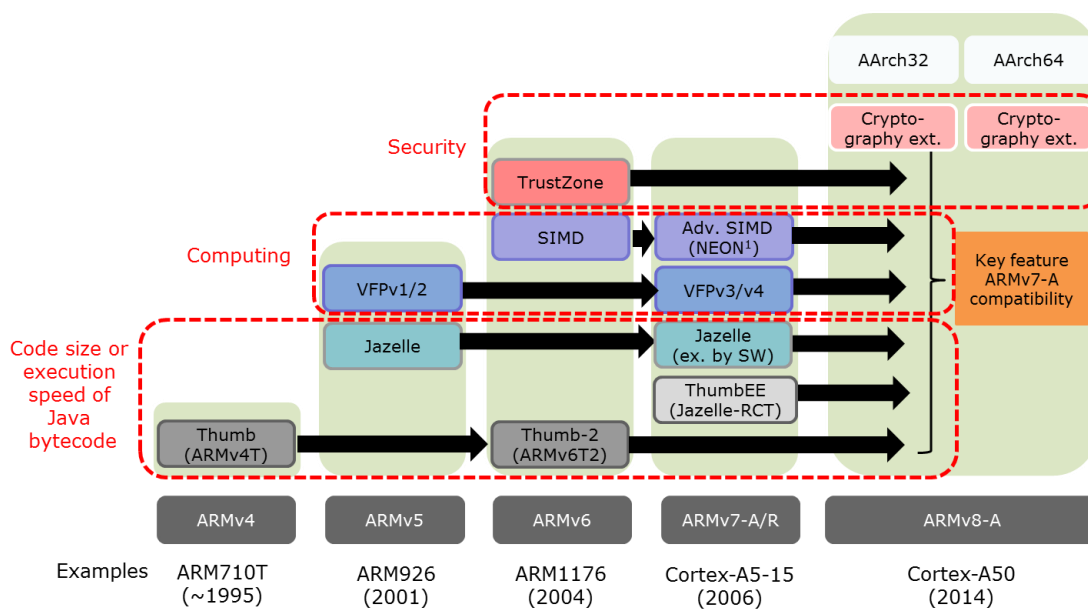 AArch32
AArch64
Crypto-
graphy ext.
Crypto-
graphy ext.
Security
TrustZone
SIMD
Adv. SIMD
(NEON¹)
Computing
VFPv1/2
VFPv3/v4
Key feature
ARMv7-A
compatibility
Code size or
execution
speed of
Java
bytecode
Jazelle
Jazelle
(ex. by SW)
ThumbEE
(Jazelle-RCT)
Thumb
(ARMv4T)
Thumb-2
(ARMv6T2)
ARMv4
ARMv5
ARMv6
ARMv7-A/R
ARMv8-A
Examples
ARM710T
(~1995)
ARM926
(2001)
ARM1176
(2004)
Cortex-A5-15
(2006)
Cortex-A50
(2014)